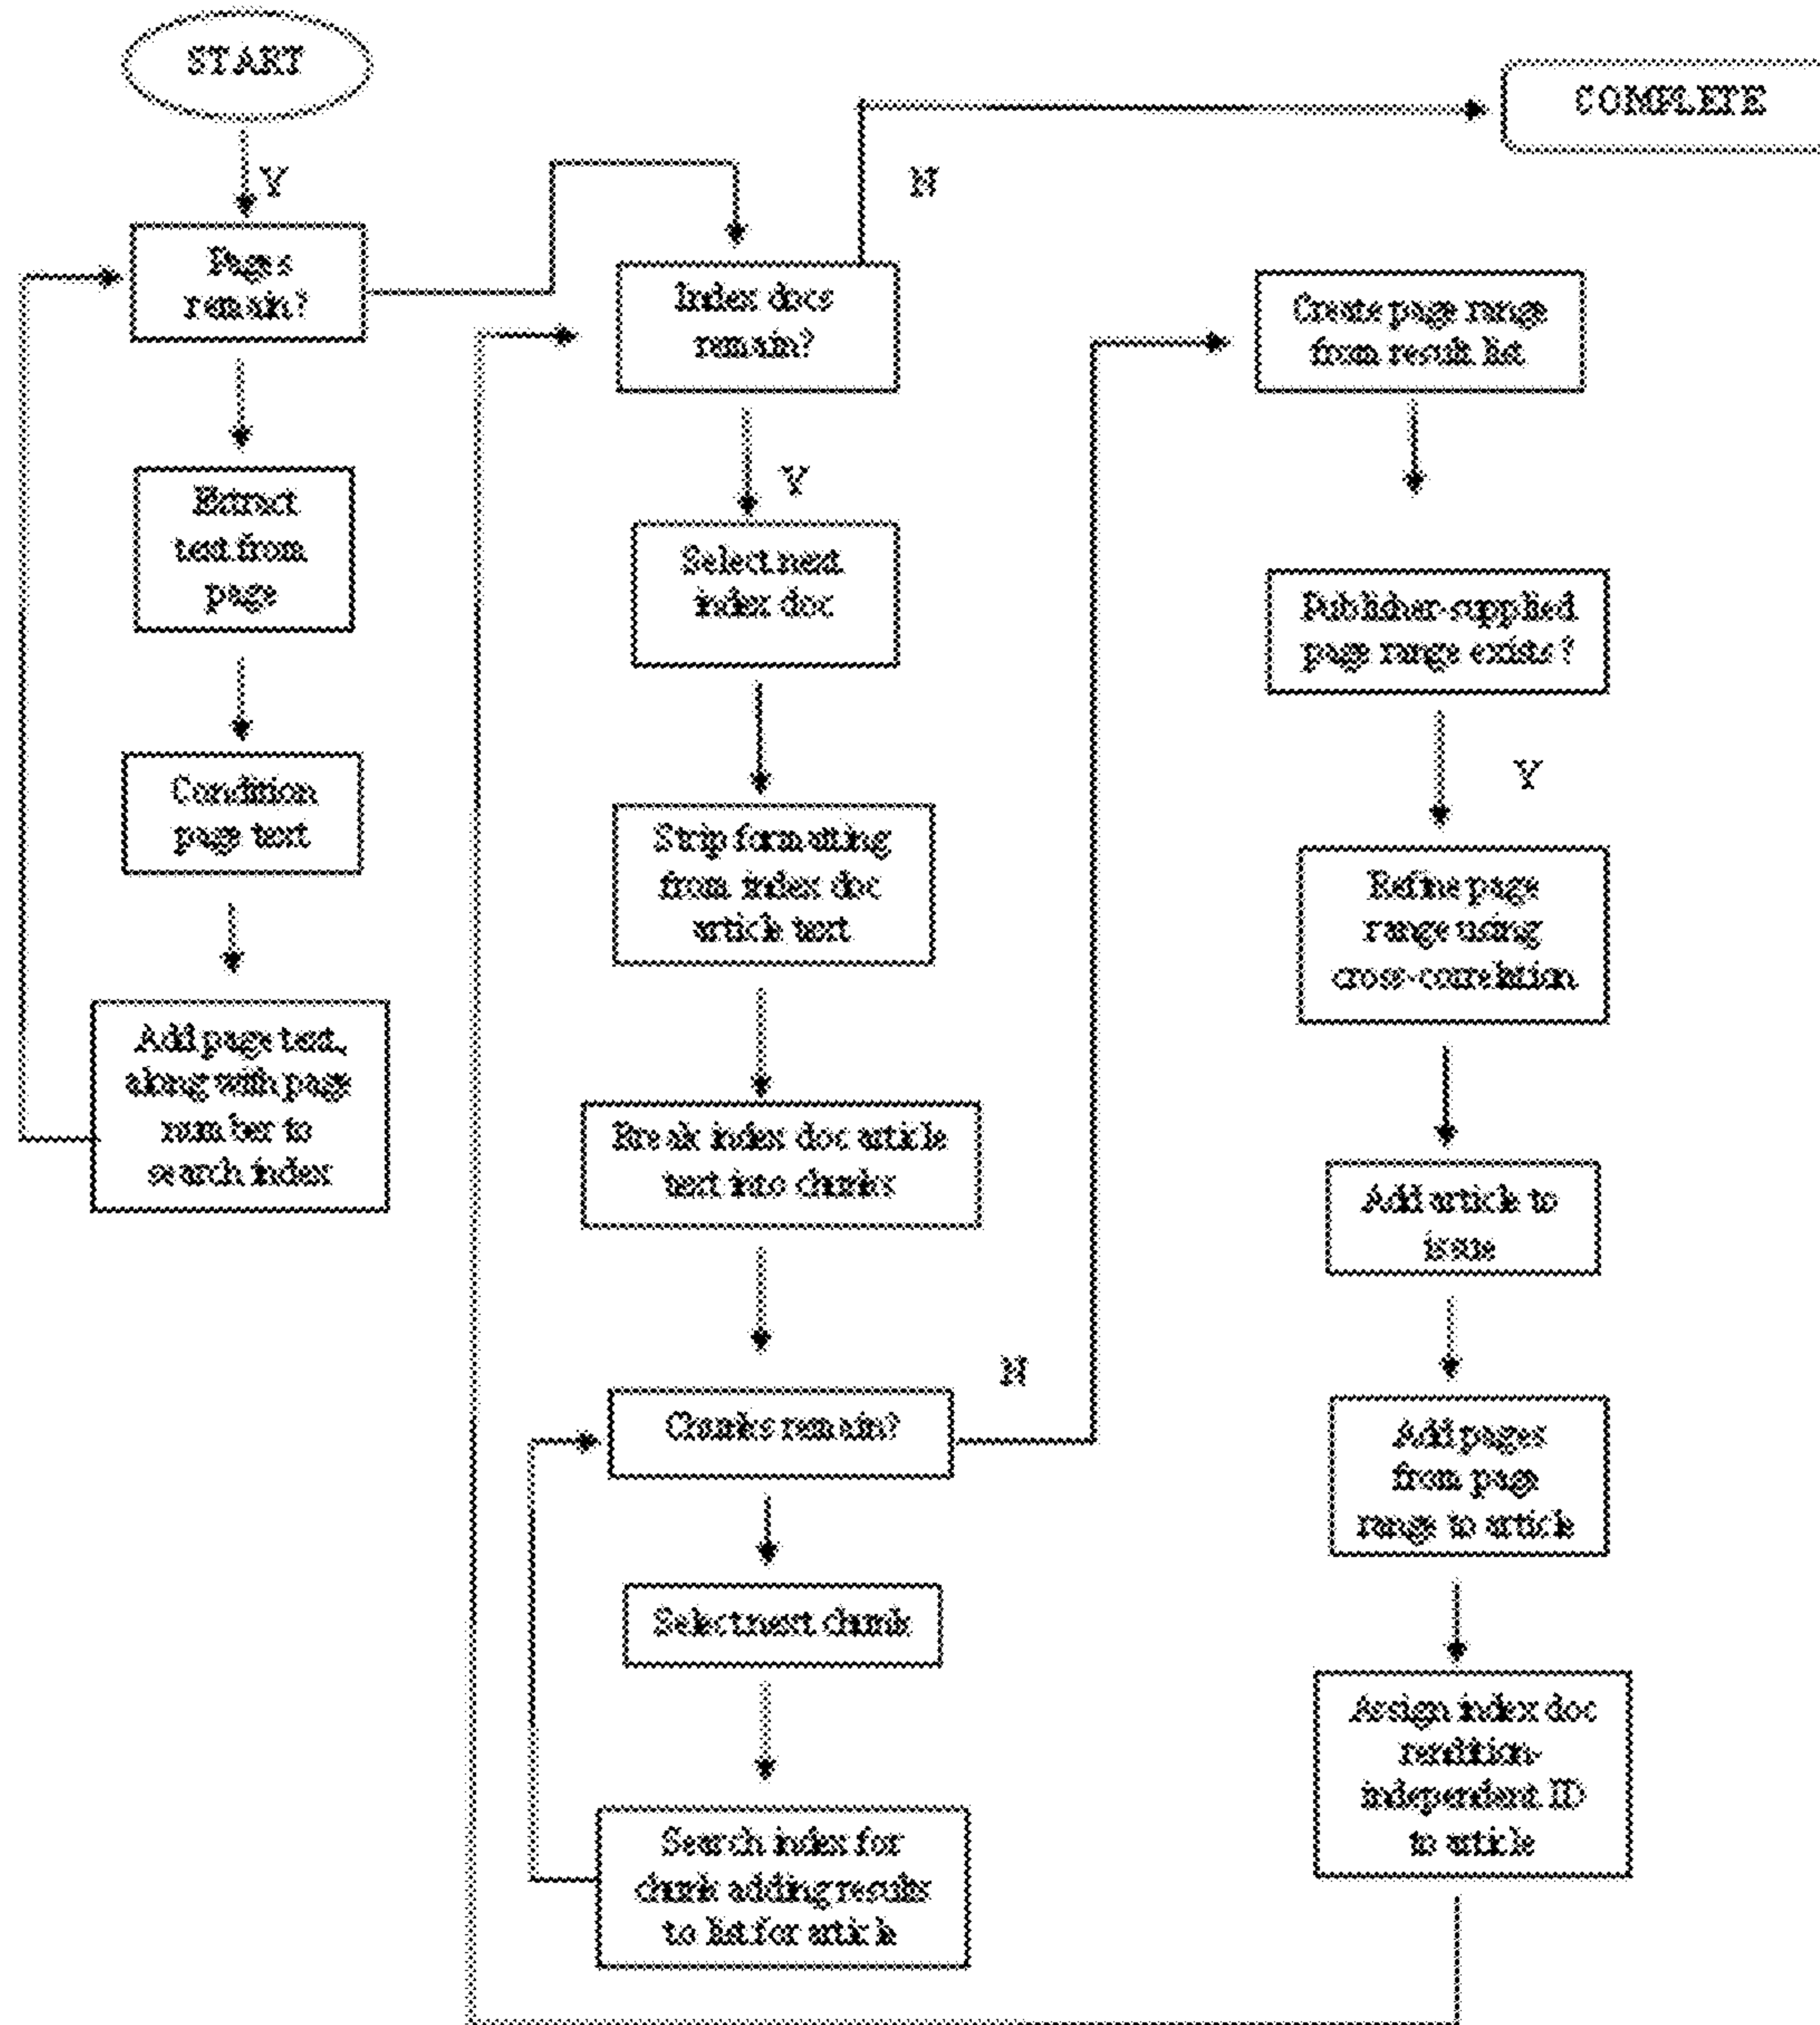 START
Y
Pages
remain?
Extract
text from
page
Condition
page text
Add page text,
along with page
number to
search index
Index docs
remain?
N
COMPLETE
Y
Select next
index doc
Strip formatting
from index doc
article text
Break index doc article
text into chunks
Chunks remain?
N
Select next chunk
Search index for
chunk adding results
to list for article
Create page range
from result list
Publisher-supplied
page range exists?
Y
Refine page
range using
cross-correlation
Add article to
issue
Add pages
from page
range to article
Assign index doc
rendition-
independent ID
to article